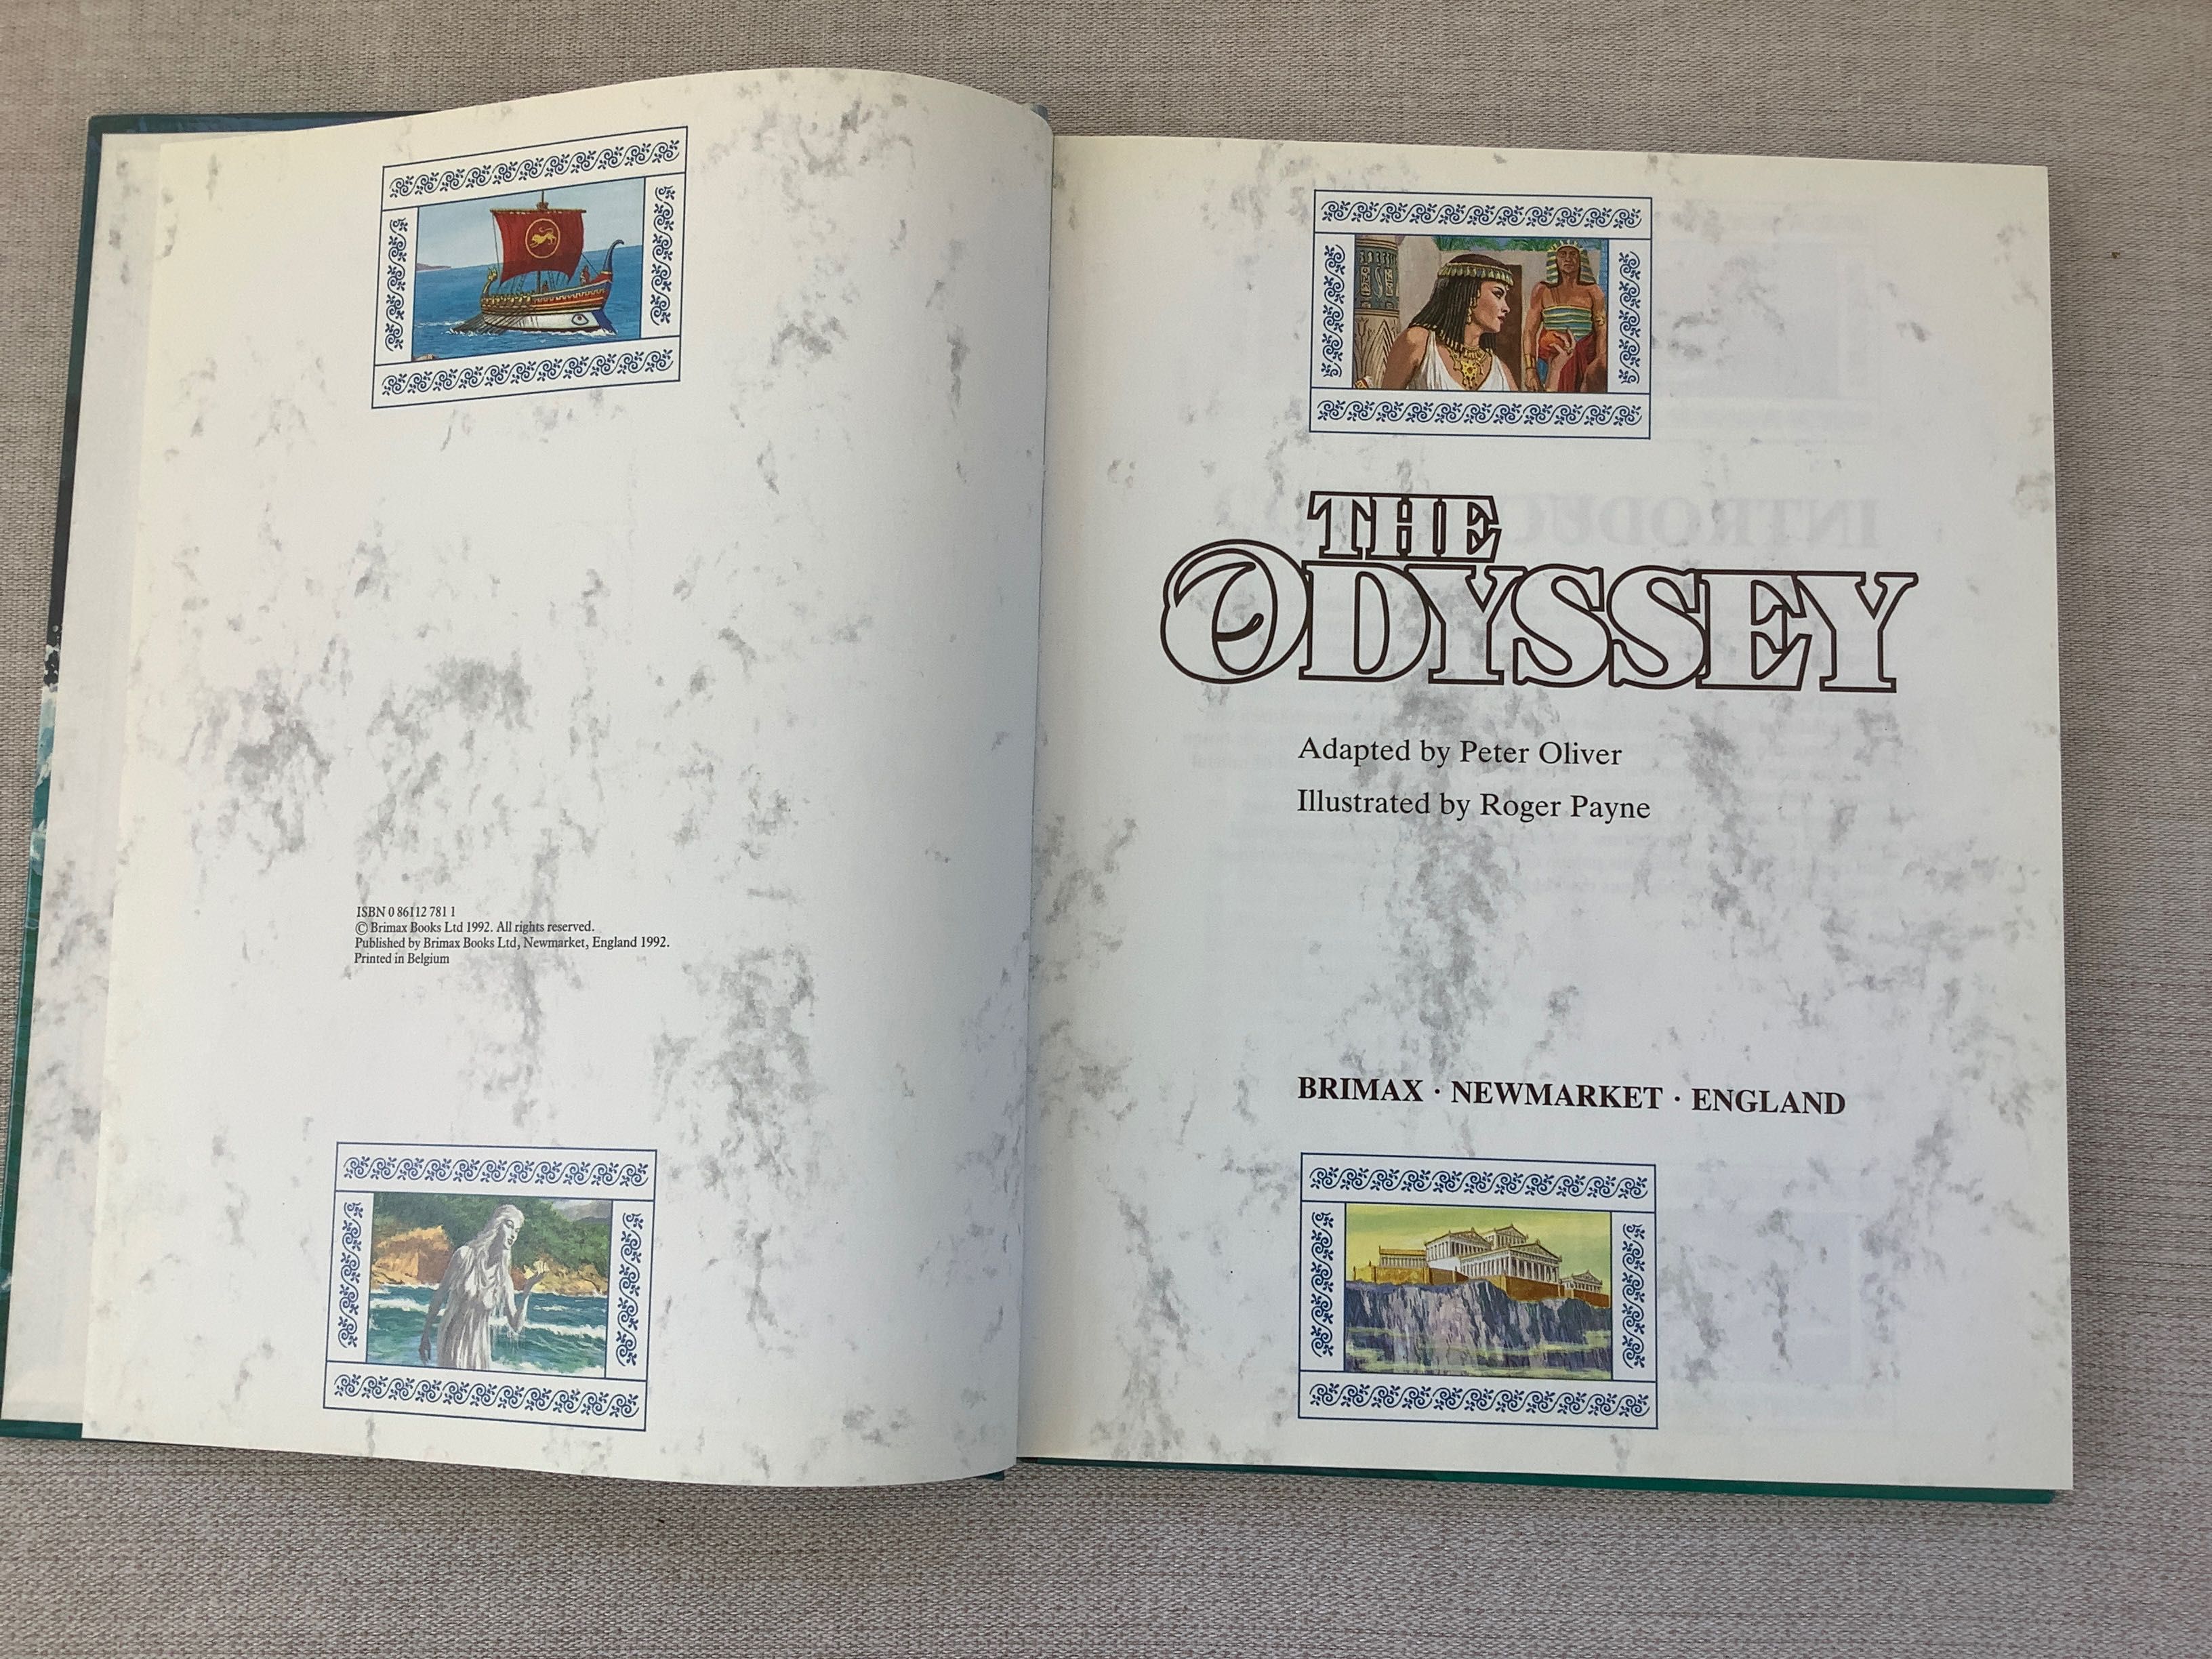 ISBN 0 86112 781 1
© Brimax Books Ltd 1992. All rights reserved.
Published by Brimax Books Ltd, Newmarket, England 1992.
Printed in Belgium
THE
ODYSSEY
Adapted by Peter Oliver
Illustrated by Roger Payne
BRIMAX · NEWMARKET · ENGLAND